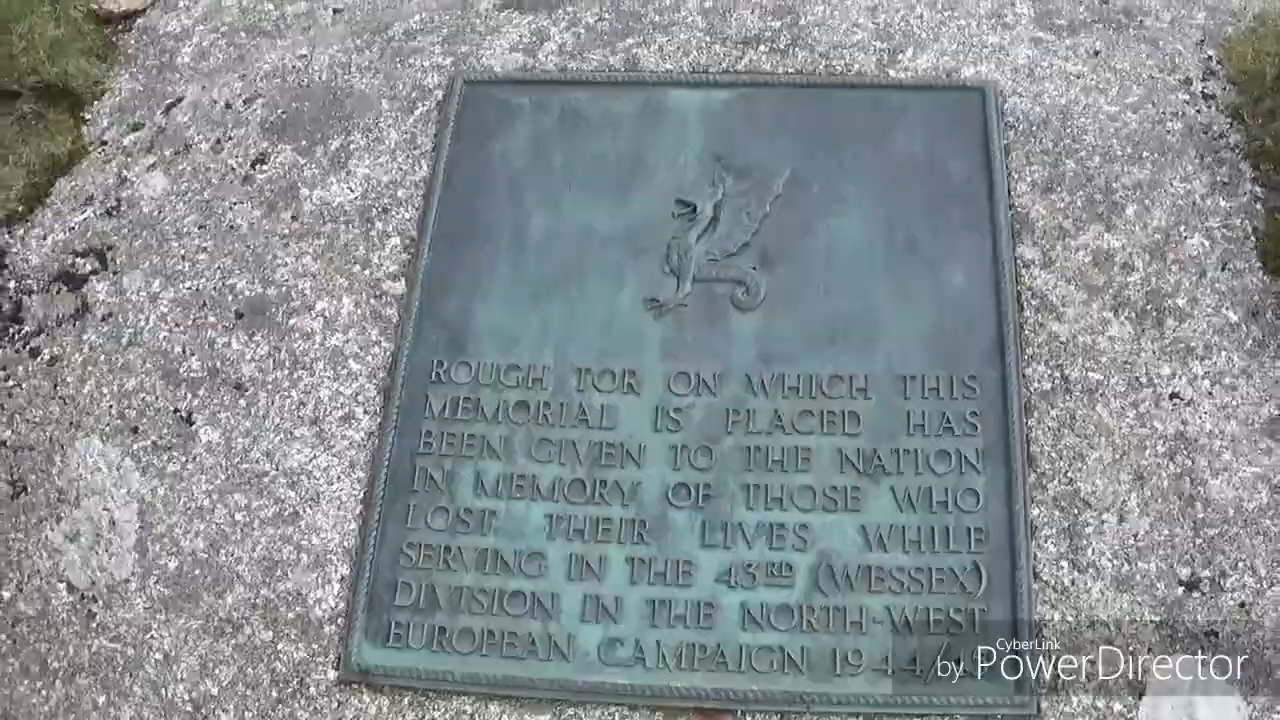 ROUGH TOR ON WHICH THIS
MEMORIAL IS PLACED HAS
BEEN GIVEN TO THE NATION
IN MEMORY OF THOSE WHO
LOST THEIR LIVES WHILE
SERVING IN THE 43RD (WESSEX)
DIVISION IN THE NORTH-WEST
EUROPEAN CAMPAIGN 1944/
CyberLink
by PowerDirector